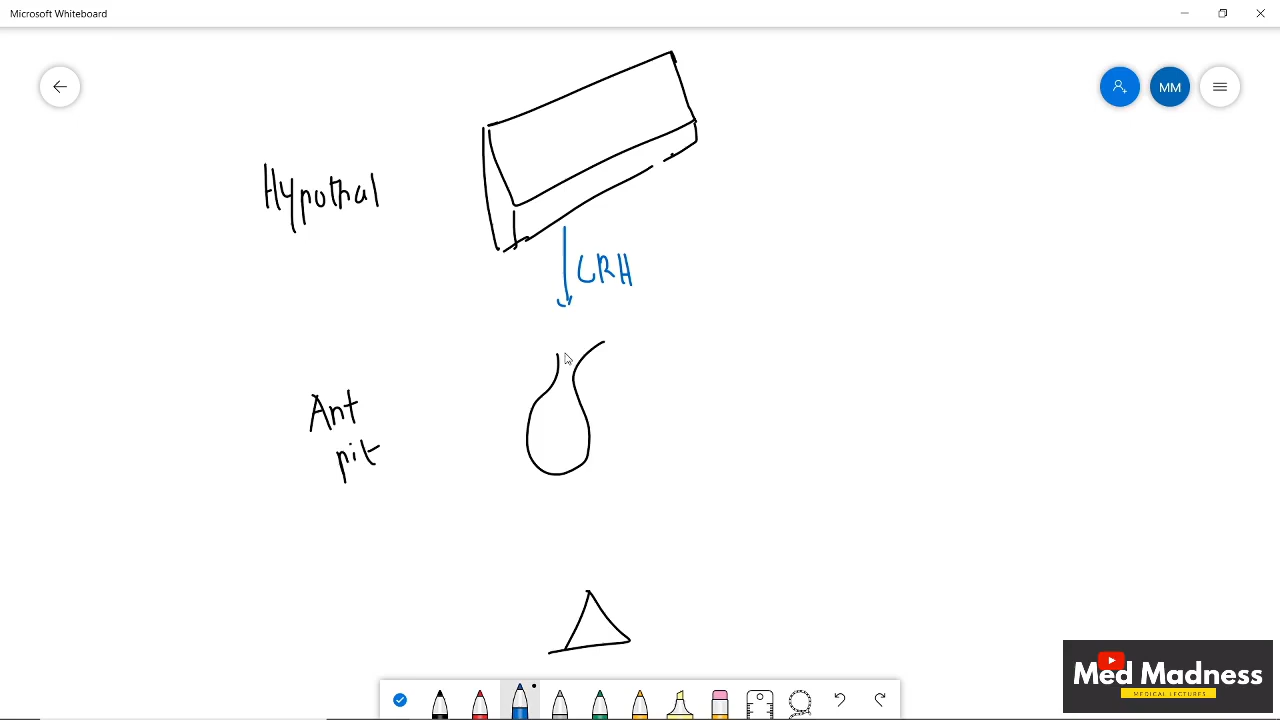 Microsoft Whiteboard
MM
Hypothal
CRH
Ant
pit
Med Madness
MEDICAL LECTURES